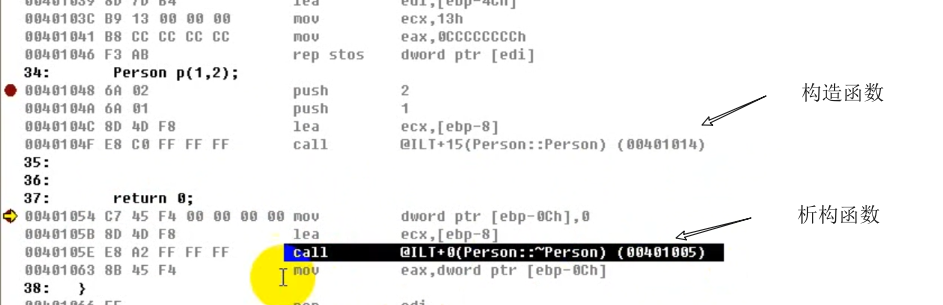 00401039 8D 7D B4 lea edi,[ebp-4Ch]
0040103C B9 13 00 00 00 mov ecx,13h
00401041 B8 CC CC CC CC mov eax,0CCCCCCCCh
00401046 F3 AB rep stos dword ptr [edi]
34: Person p(1,2);
00401048 6A 02 push 2
0040104A 6A 01 push 1
构造函数
0040104C 8D 4D F8 lea ecx,[ebp-8]
0040104F E8 C0 FF FF FF call @ILT+15(Person::Person) (00401014)
35:
36:
37: return 0;
00401054 C7 45 F4 00 00 00 00 mov dword ptr [ebp-0Ch],0
析构函数
0040105B 8D 4D F8 lea ecx,[ebp-8]
0040105E E8 A2 FF FF FF call @ILT+0(Person::~Person) (00401005)
00401063 8B 45 F4 mov eax,dword ptr [ebp-0Ch]
38: }
00401066 5F pop edi